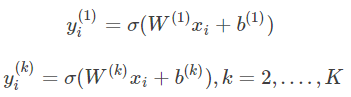 y_i^{(1)} = σ(W^{(1)}x_i + b^{(1)})
y_i^{(k)} = σ(W^{(k)}x_i + b^{(k)}), k = 2, . . . , K